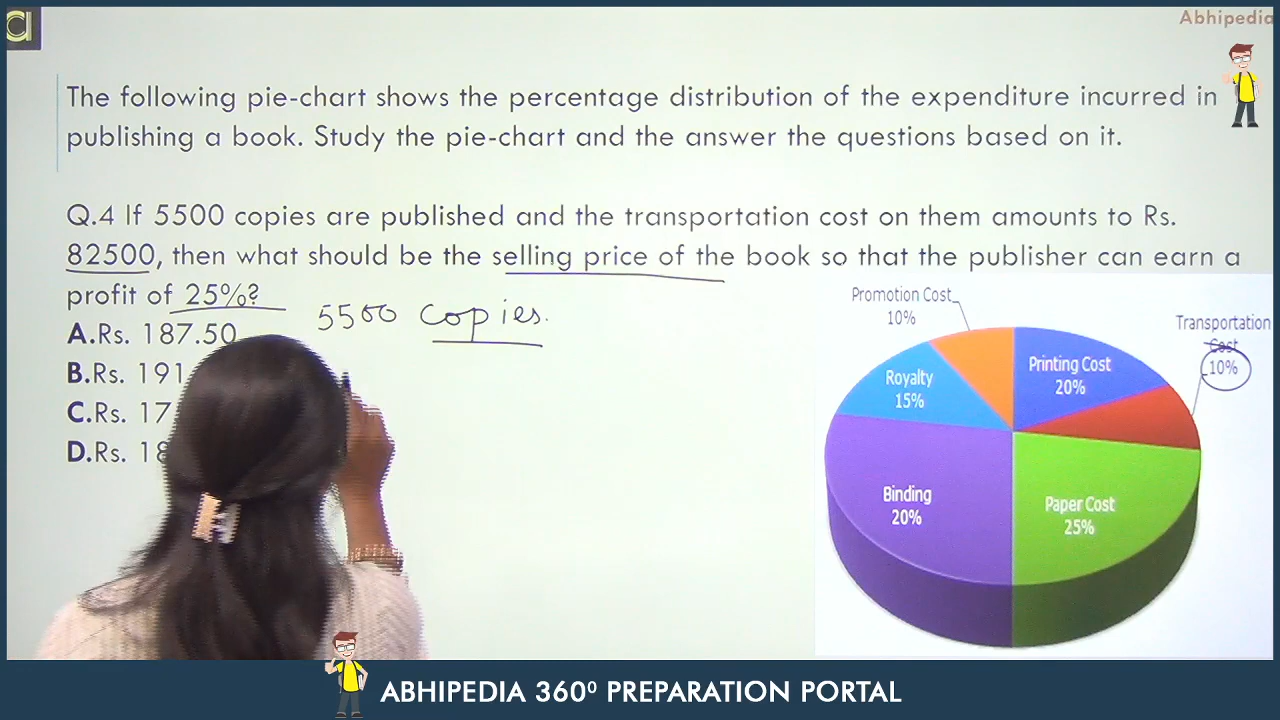 Abhipedia
The following pie-chart shows the percentage distribution of the expenditure incurred in
publishing a book. Study the pie-chart and the answer the questions based on it.
Q.4 If 5500 copies are published and the transportation cost on them amounts to Rs.
82500, then what should be the selling price of the book so that the publisher can earn a
profit of 25%?
5500 copies.
A.Rs. 187.50
B.Rs. 191
C.Rs. 17
D.Rs. 18
Promotion Cost
10%
Transportation
Cost
10%
Printing Cost
20%
Royalty
15%
Binding
20%
Paper Cost
25%
ABHIPEDIA 360⁰ PREPARATION PORTAL